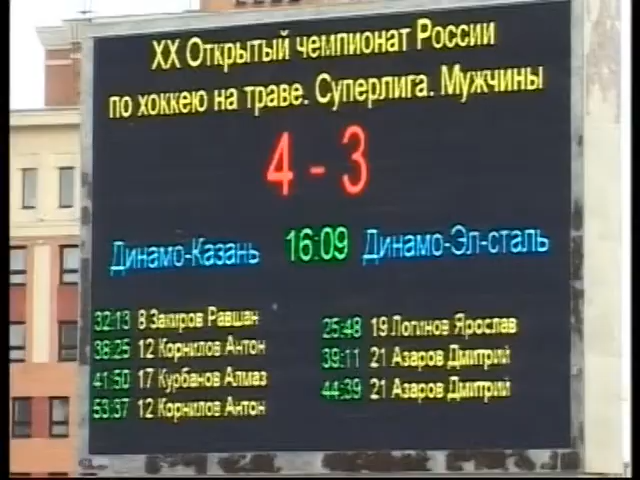 XX Открытый чемпионат России
по хоккею на траве. Суперлига. Мужчины
4 - 3
Динамо-Казань 16:09 Динамо-Эл-сталь
32:13 8 Закиров Равшан 25:48 19 Логинов Ярослав
38:25 12 Корнилов Антон 39:11 21 Азаров Дмитрий
41:50 17 Курбанов Алмаз 44:39 21 Азаров Дмитрий
53:37 12 Корнилов Антон